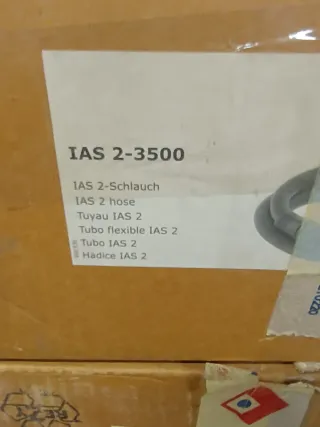 IAS 2-3500
IAS 2-Schlauch
IAS 2 hose
Tuyau IAS 2
Tubo flexible IAS 2
Tubo IAS 2
Hadice IAS 2